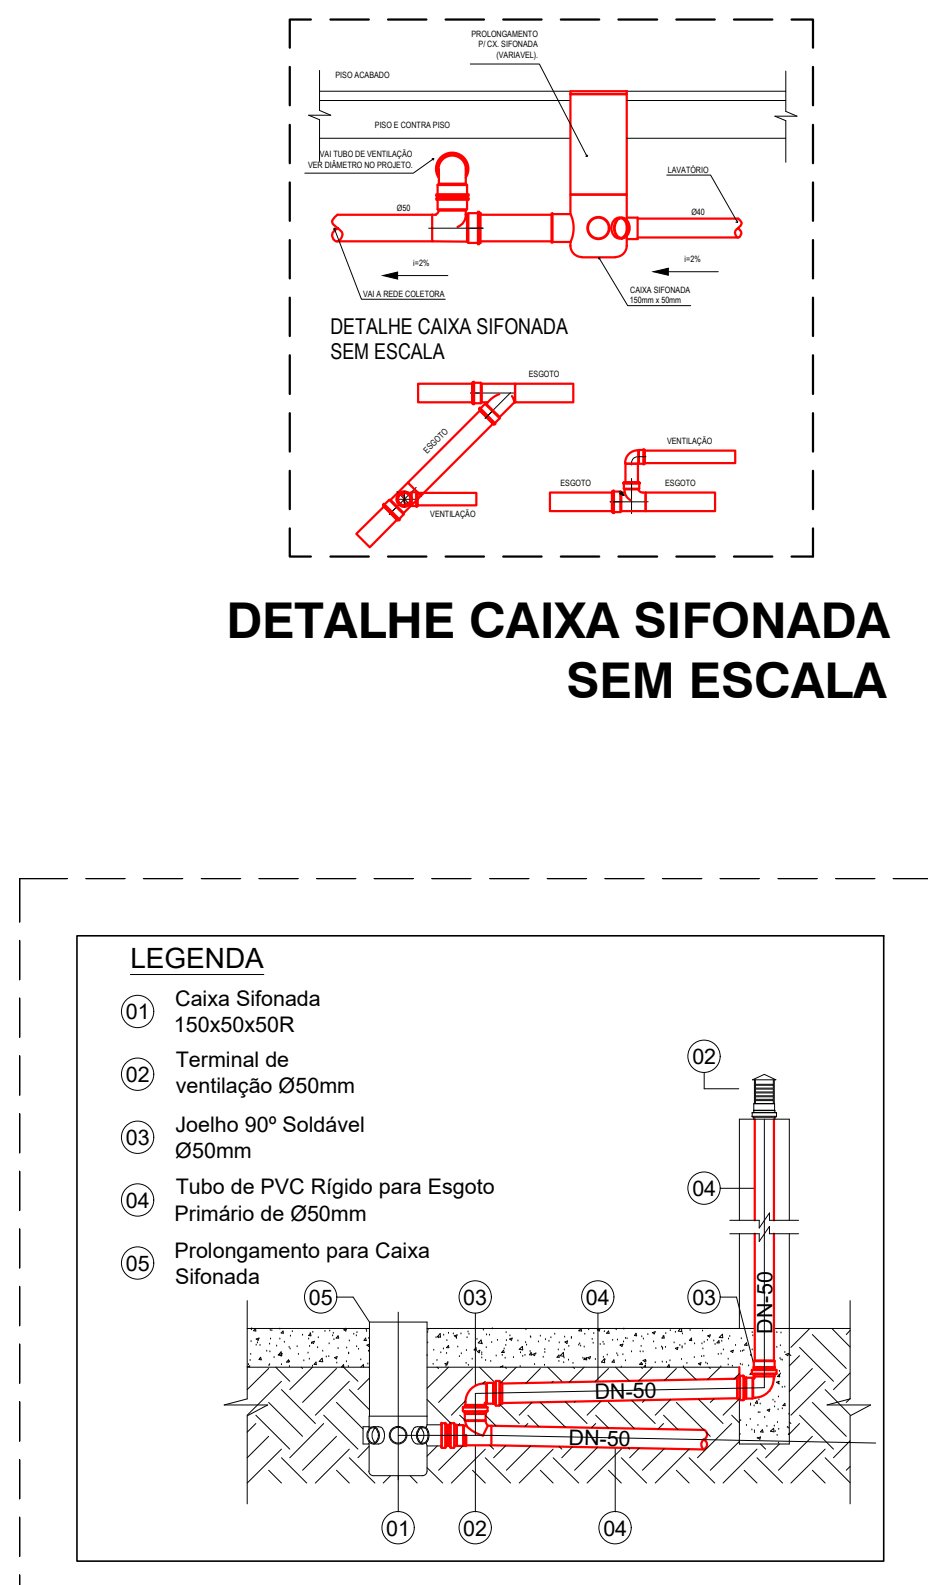 PROLONGAMENTO
P/ CX. SIFONADA
(VARIAVEL).
PISO ACABADO
PISO E CONTRA PISO
VAI TUBO DE VENTILAÇÃO
VER DIÂMETRO NO PROJETO.
LAVATÓRIO
Ø50
Ø40
i=2%
i=2%
VAI A REDE COLETORA
CAIXA SIFONADA
150mm x 50mm
DETALHE CAIXA SIFONADA
SEM ESCALA
ESGOTO
ESGOTO
VENTILAÇÃO
VENTILAÇÃO
ESGOTO
ESGOTO
DETALHE CAIXA SIFONADA
SEM ESCALA
LEGENDA
01 Caixa Sifonada
150x50x50R
02 Terminal de
ventilação Ø50mm
03 Joelho 90º Soldável
Ø50mm
04 Tubo de PVC Rígido para Esgoto
Primário de Ø50mm
05 Prolongamento para Caixa
Sifonada
02
04
05
03
04
03
DN-50
DN-50
DN-50
01
02
04